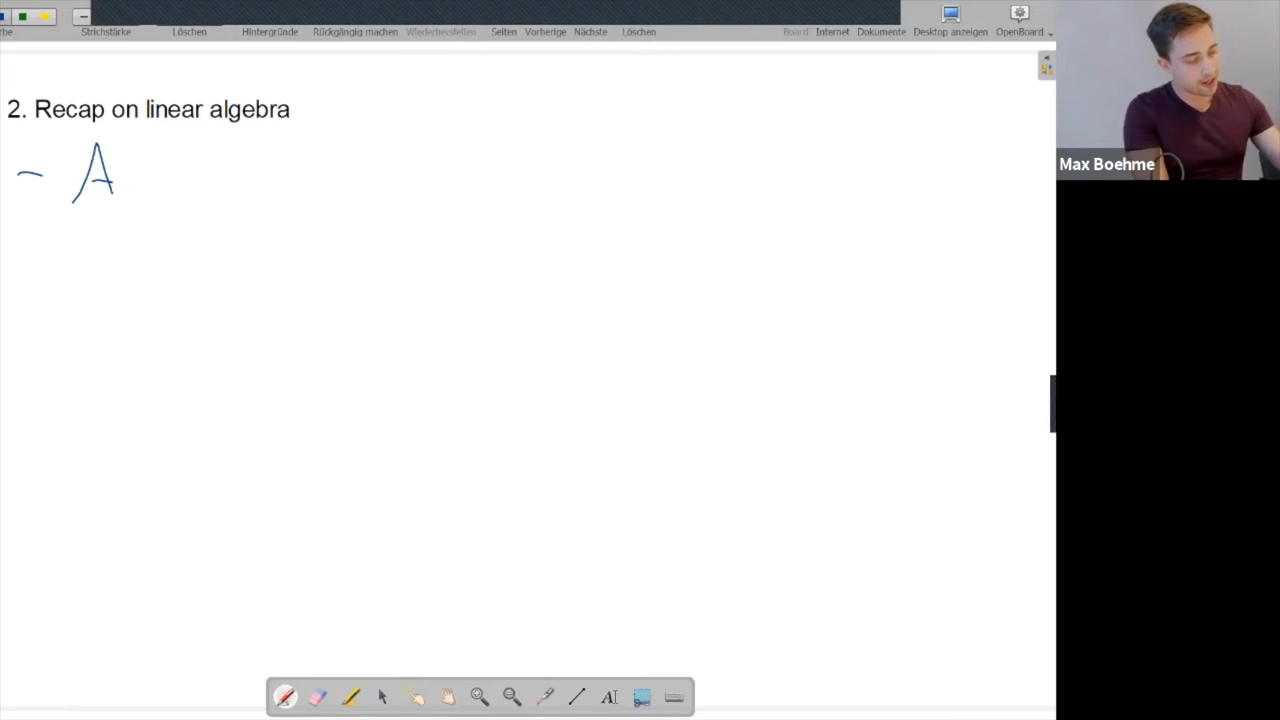 Strichstärke Löschen Hintergründe Rückgängig machen Wiederherstellen Seiten Vorherige Nächste Löschen Board Internet Dokumente Desktop anzeigen OpenBoard
2. Recap on linear algebra
- A
Max Boehme
AI